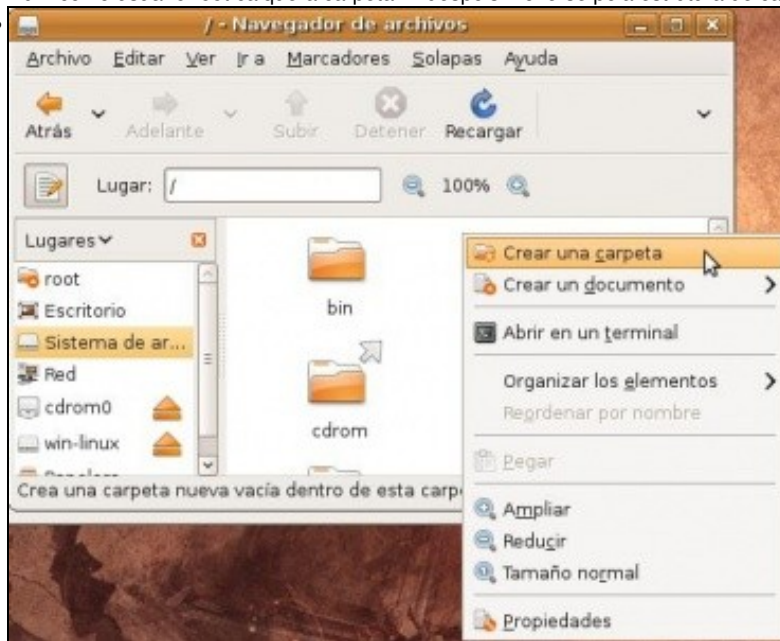 / - Navegador de archivos
Archivo Editar Ver Ir a Marcadores Solapas Ayuda
Atrás Adelante Subir Detener Recargar
Lugar: / 100%
Lugares
root
Escritorio
Sistema de ar...
Red
cdrom0
win-linux
bin
cdrom
Crea una carpeta nueva vacía dentro de esta carp
Crear una carpeta
Crear un documento
Abrir en un terminal
Organizar los elementos
Reordenar por nombre
Pegar
Ampliar
Reducir
Tamaño normal
Propiedades